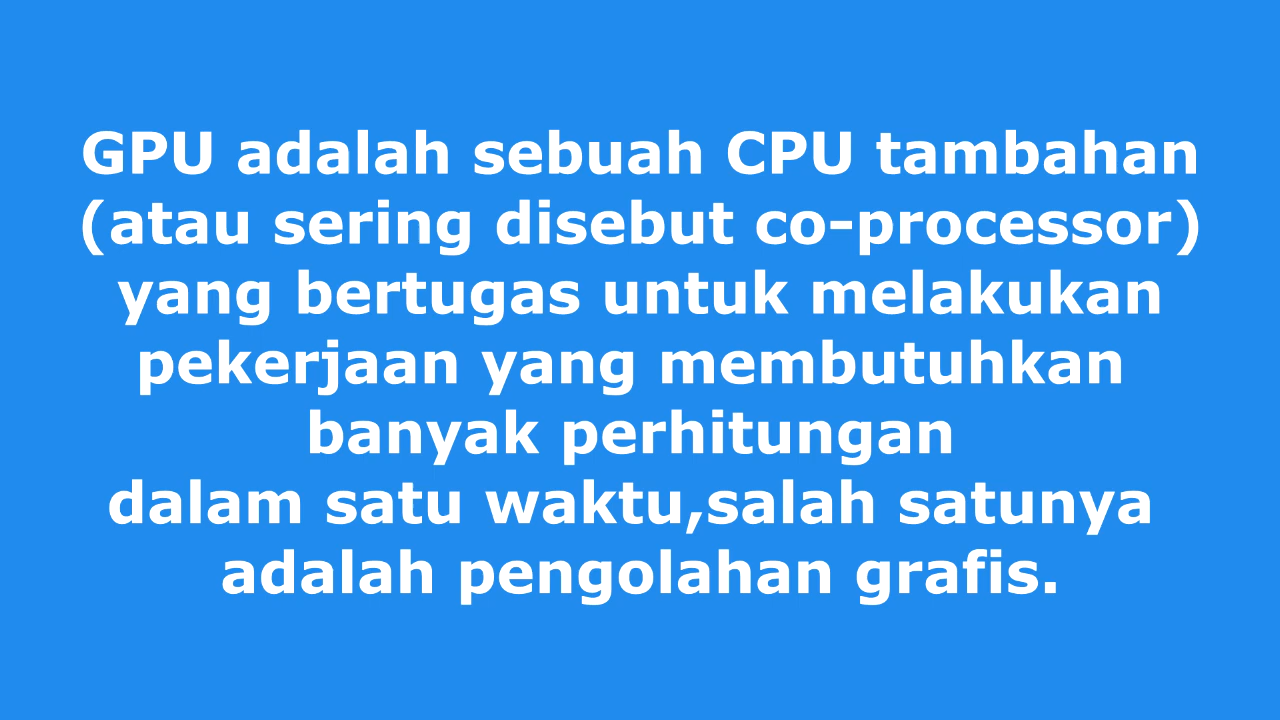 GPU adalah sebuah CPU tambahan
(atau sering disebut co-processor)
yang bertugas untuk melakukan
pekerjaan yang membutuhkan
banyak perhitungan
dalam satu waktu,salah satunya
adalah pengolahan grafis.